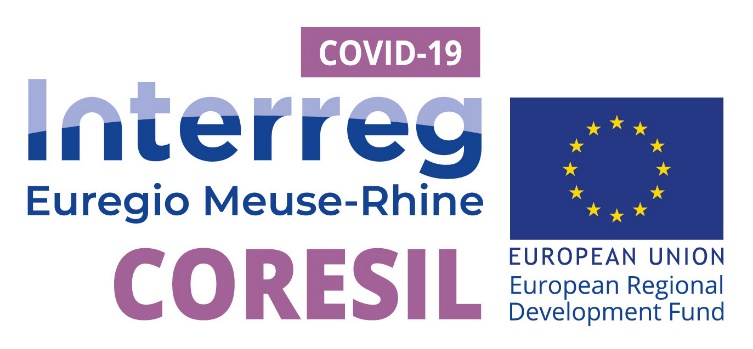 COVID-19
Interreg
Euregio Meuse-Rhine
CORESIL
EUROPEAN UNION
European Regional
Development Fund